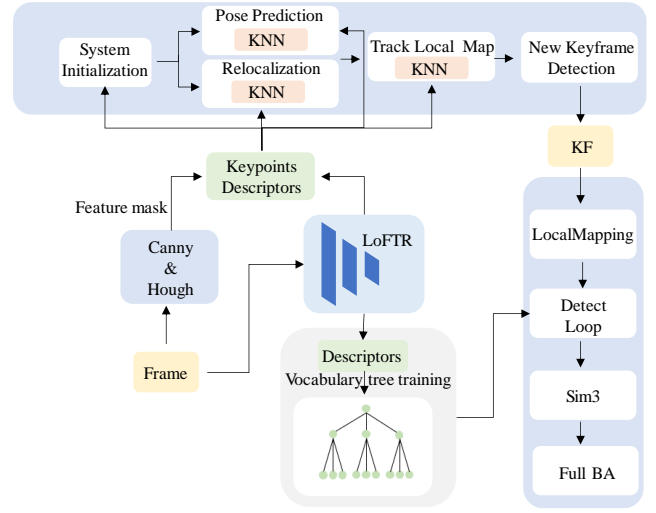 Pose Prediction
KNN
System
Initialization
Relocalization
KNN
Track Local Map
KNN
New Keyframe
Detection
KF
Keypoints
Descriptors
Feature mask
Canny
&
Hough
LoFTR
LocalMapping
Detect
Loop
Frame
Descriptors
Vocabulary tree training
Sim3
Full BA